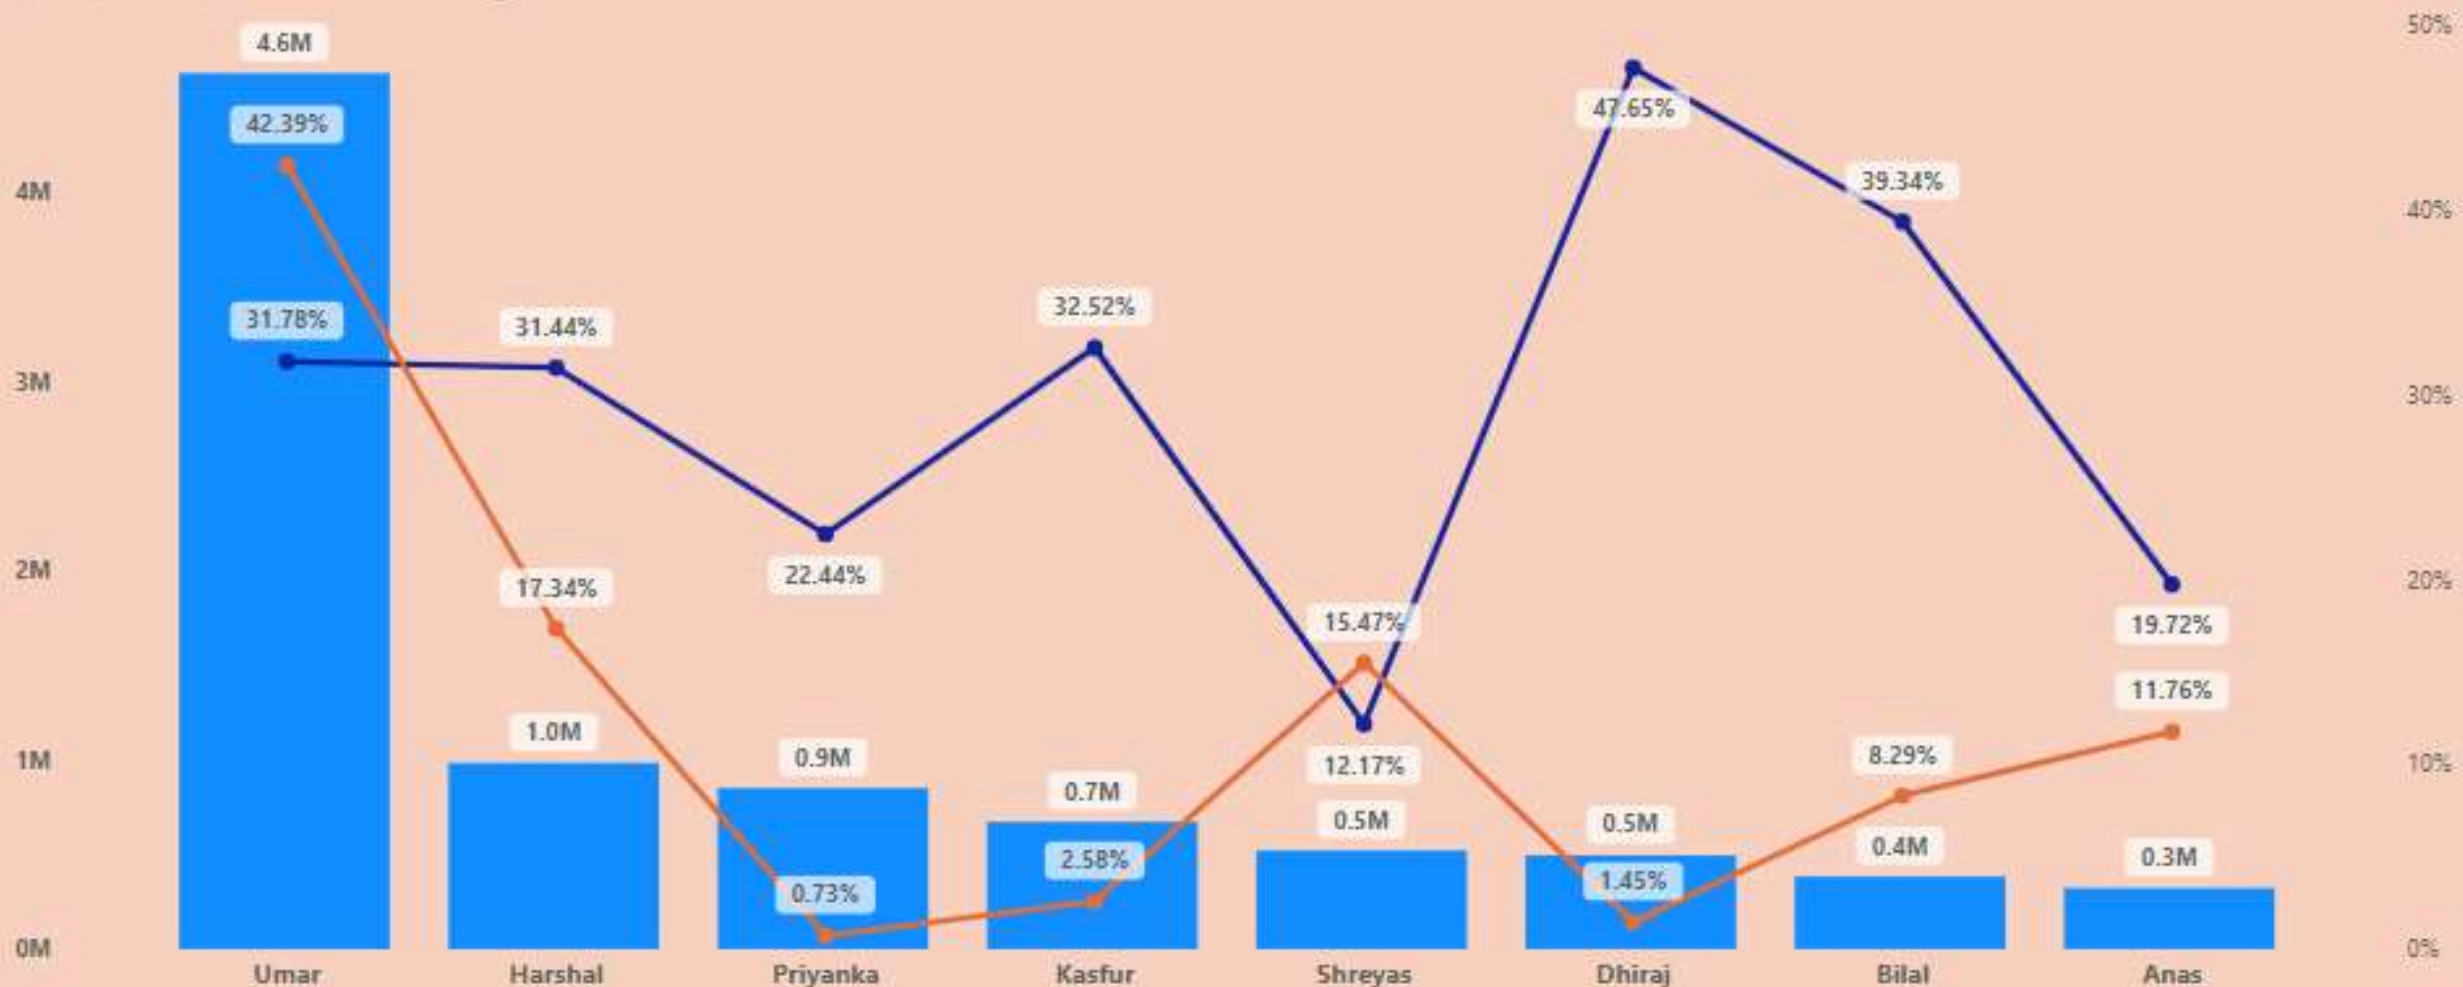 50%
4.6M
42.39%
47.65%
39.34%
4M
40%
31.78%
31.44%
32.52%
3M
30%
22.44%
2M
17.34%
20%
15.47%
19.72%
11.76%
1.0M
0.9M
8.29%
1M
12.17%
10%
0.7M
0.5M
0.5M
0.4M
0.3M
2.58%
0.73%
1.45%
0M
0%
Umar Harshal Priyanka Kasfur Shreyas Dhiraj Bilal Anas